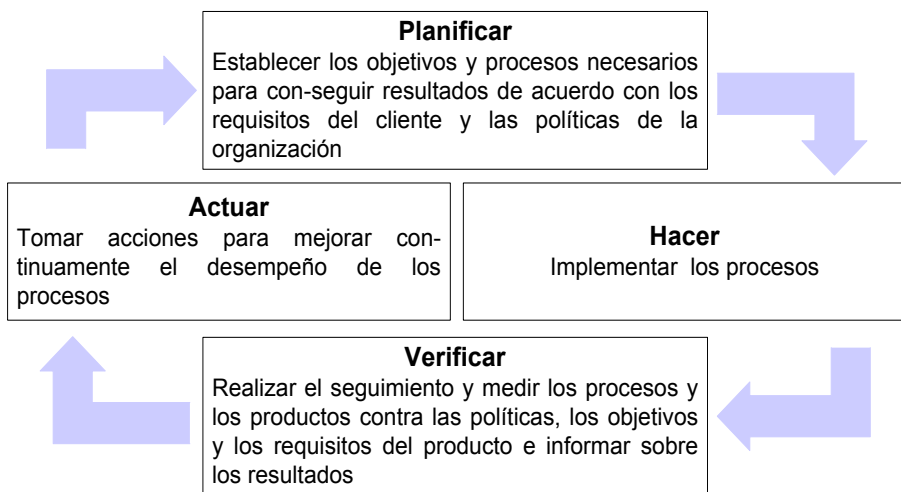 Planificar
Establecer los objetivos y procesos necesarios
para con-seguir resultados de acuerdo con los
requisitos del cliente y las políticas de la
organización
Actuar
Tomar acciones para mejorar con-
tinuamente el desempeño de los
procesos
Hacer
Implementar los procesos
Verificar
Realizar el seguimiento y medir los procesos y
los productos contra las políticas, los objetivos
y los requisitos del producto e informar sobre
los resultados